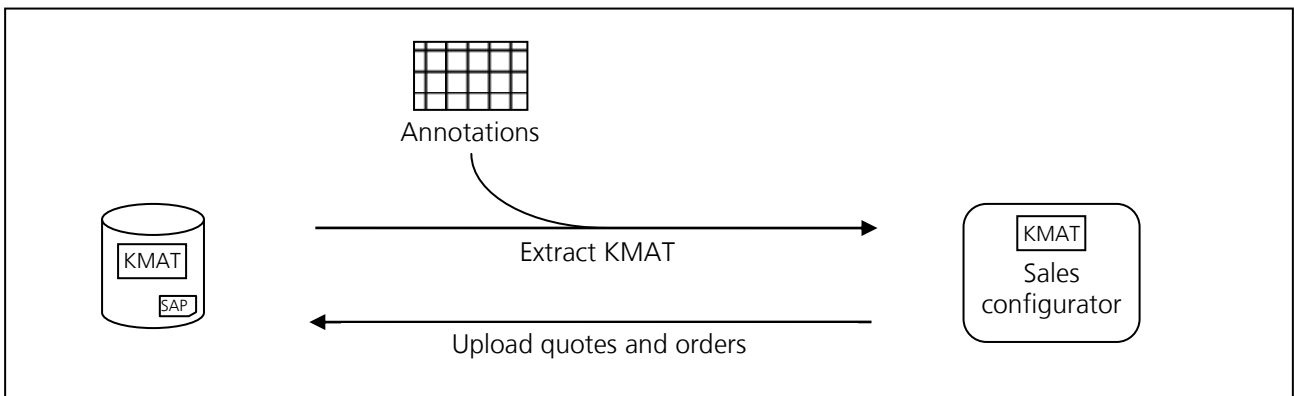 Annotations
KMAT
SAP
Extract KMAT
Upload quotes and orders
KMAT
Sales
configurator